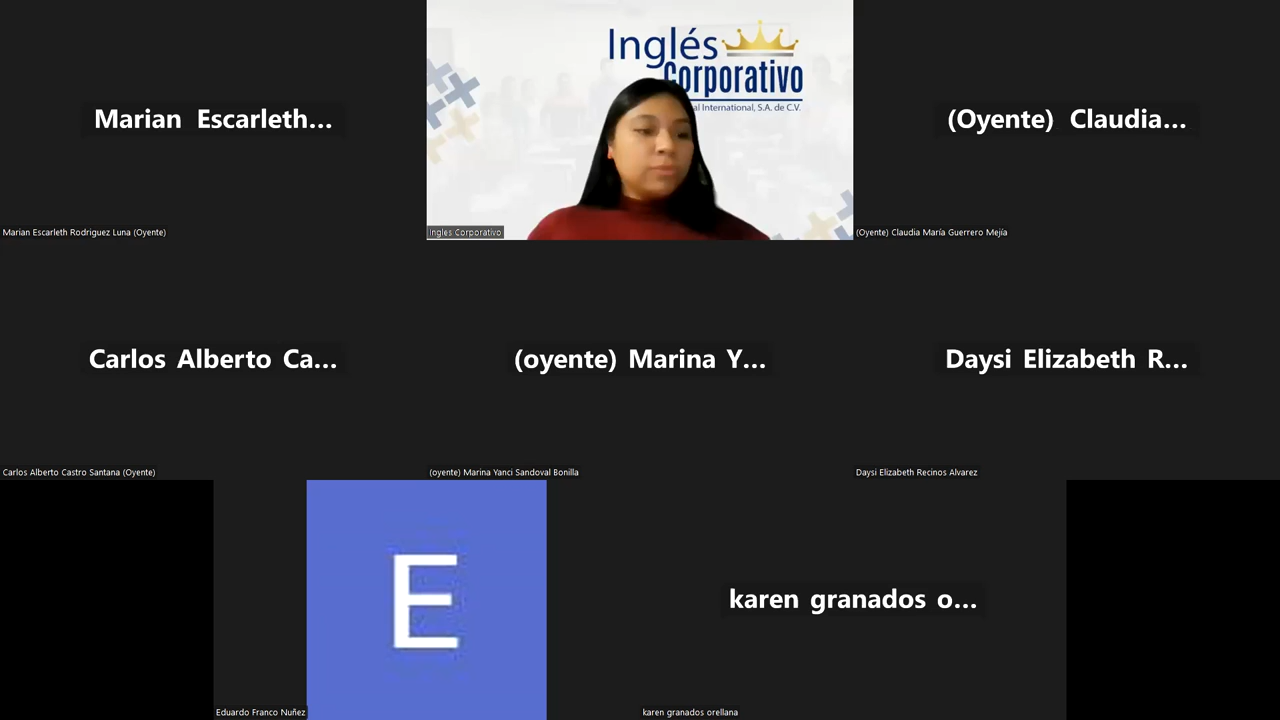 Marian Escarleth...
Marian Escarleth Rodriguez Luna (Oyente)
Inglés
Corporativo
al International, S.A. de C.V.
Ingles Corporativo
(Oyente) Claudia...
(Oyente) Claudia María Guerrero Mejía
Carlos Alberto Ca...
Carlos Alberto Castro Santana (Oyente)
(oyente) Marina Y...
(oyente) Marina Yanci Sandoval Bonilla
Daysi Elizabeth R...
Daysi Elizabeth Recinos Alvarez
E
Eduardo Franco Nuñez
karen granados o...
karen granados orellana